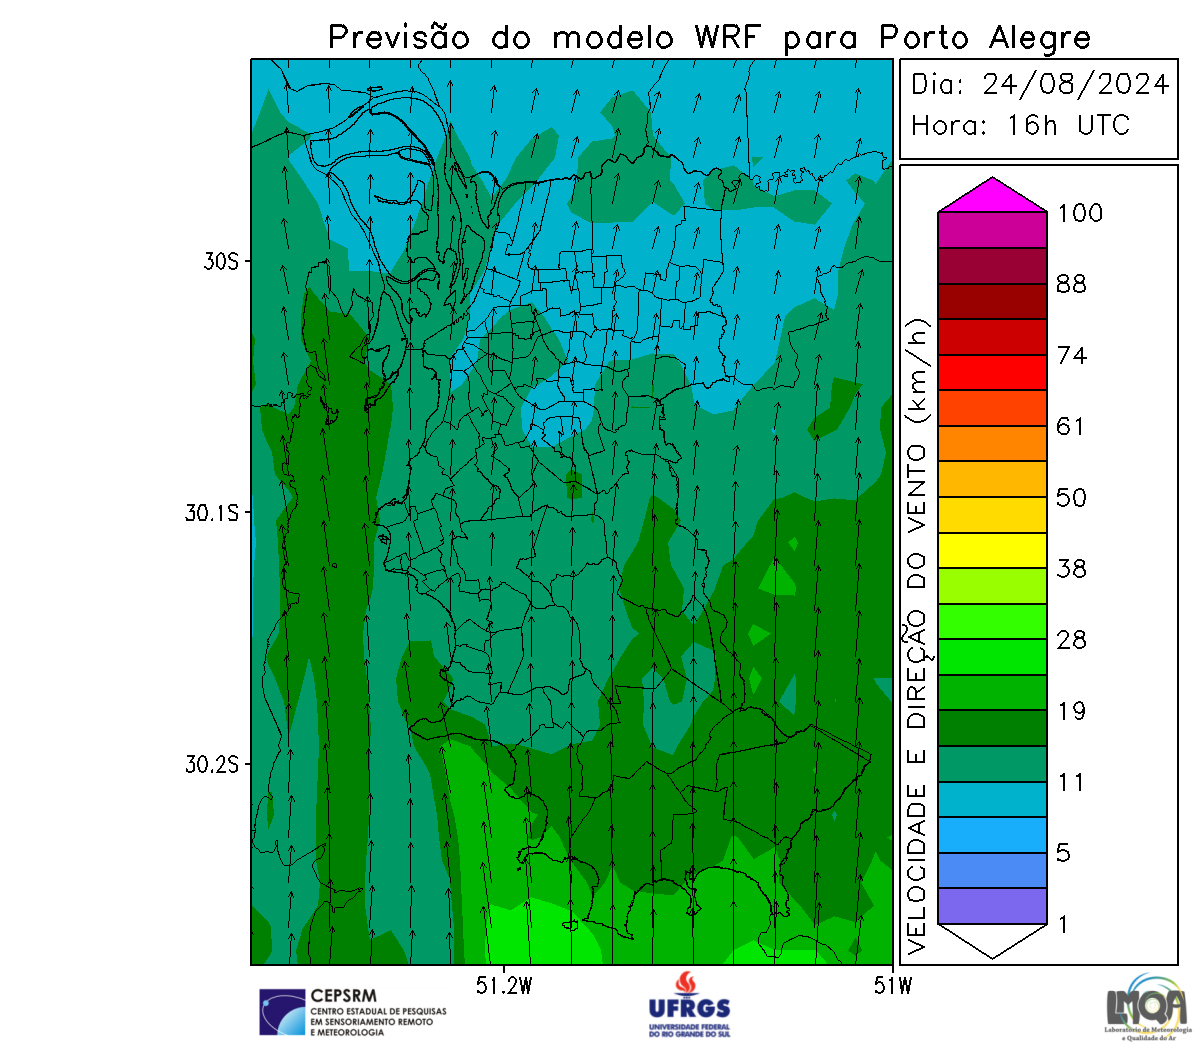 Previsão do modelo WRF para Porto Alegre
Dia: 24/08/2024
Hora: 16h UTC
30S
30.1S
30.2S
51.2W
51W
VELOCIDADE E DIREÇÃO DO VENTO (km/h)
100
88
74
61
50
38
28
19
11
5
1
CEPSRM
CENTRO ESTADUAL DE PESQUISAS
EM SENSORIAMENTO REMOTO
E METEOROLOGIA
UFRGS
UNIVERSIDADE FEDERAL
DO RIO GRANDE DO SUL
LMQA
Laboratório de Meteorologia
e Qualidade do Ar